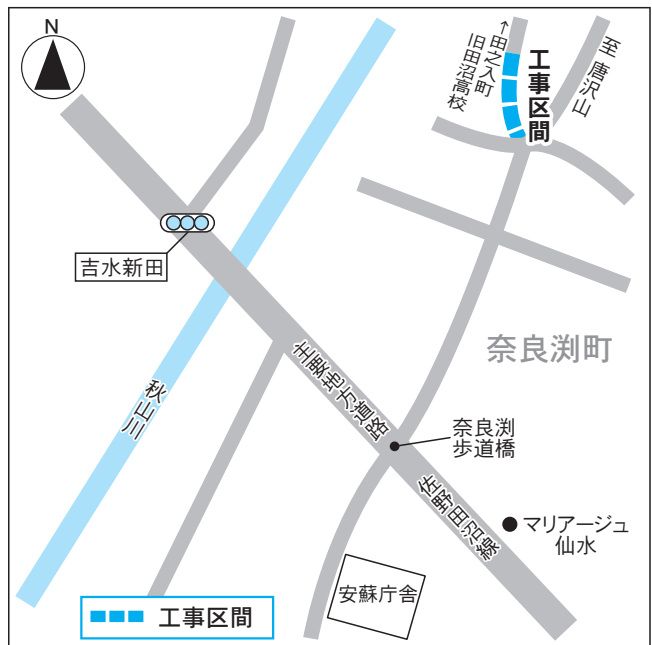 N
↑田之入町
旧田沼高校
工事区間
至 唐沢山
吉水新田
秋山川
主要地方道路
奈良渕町
奈良渕
歩道橋
佐野田沼線
マリアージュ
仙水
安蘇庁舎
工事区間